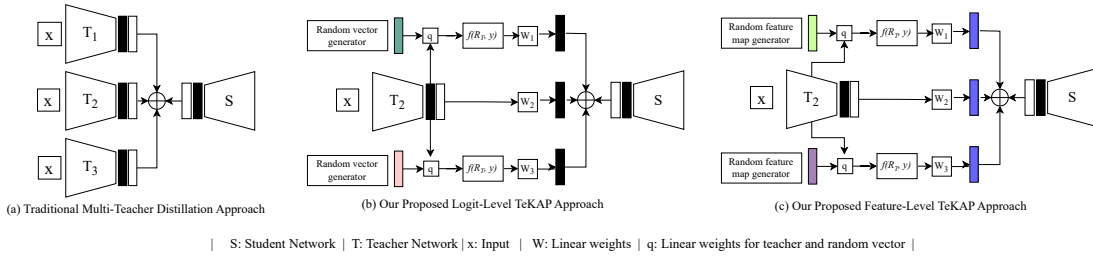 x
T1
x
T2
x
T3
S
(a) Traditional Multi-Teacher Distillation Approach
Random vector
generator
q
f(RT, y)
W1
x
T2
W2
S
Random vector
generator
q
f(RT, y)
W3
(b) Our Proposed Logit-Level TeKAP Approach
Random feature
map generator
q
f(RT, y)
W1
x
T2
W2
S
Random feature
map generator
q
f(RT, y)
W3
(c) Our Proposed Feature-Level TeKAP Approach
| S: Student Network | T: Teacher Network | x: Input | W: Linear weights | q: Linear weights for teacher and random vector |